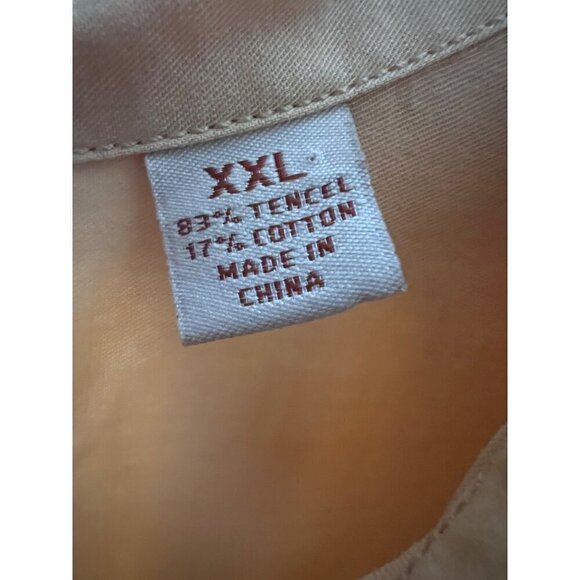 XXL
83% TENCEL
17% COTTON
MADE IN
CHINA